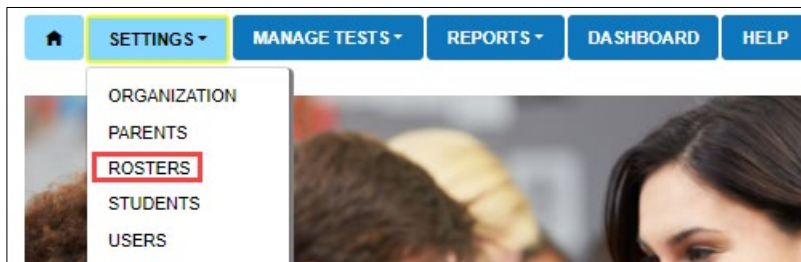 SETTINGS MANAGE TESTS REPORTS DASHBOARD HELP
ORGANIZATION
PARENTS
ROSTERS
STUDENTS
USERS